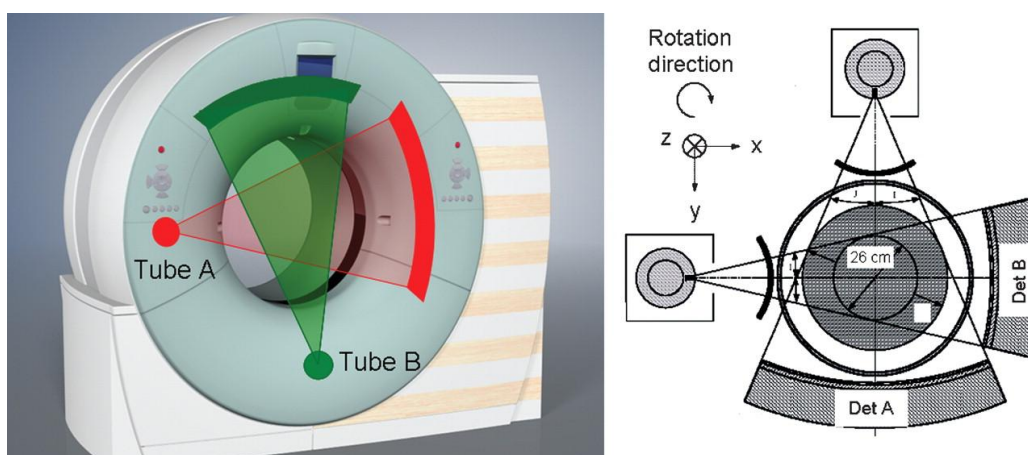 Tube A
Tube B
Rotation
direction
z
x
y
26 cm
Det B
Det A